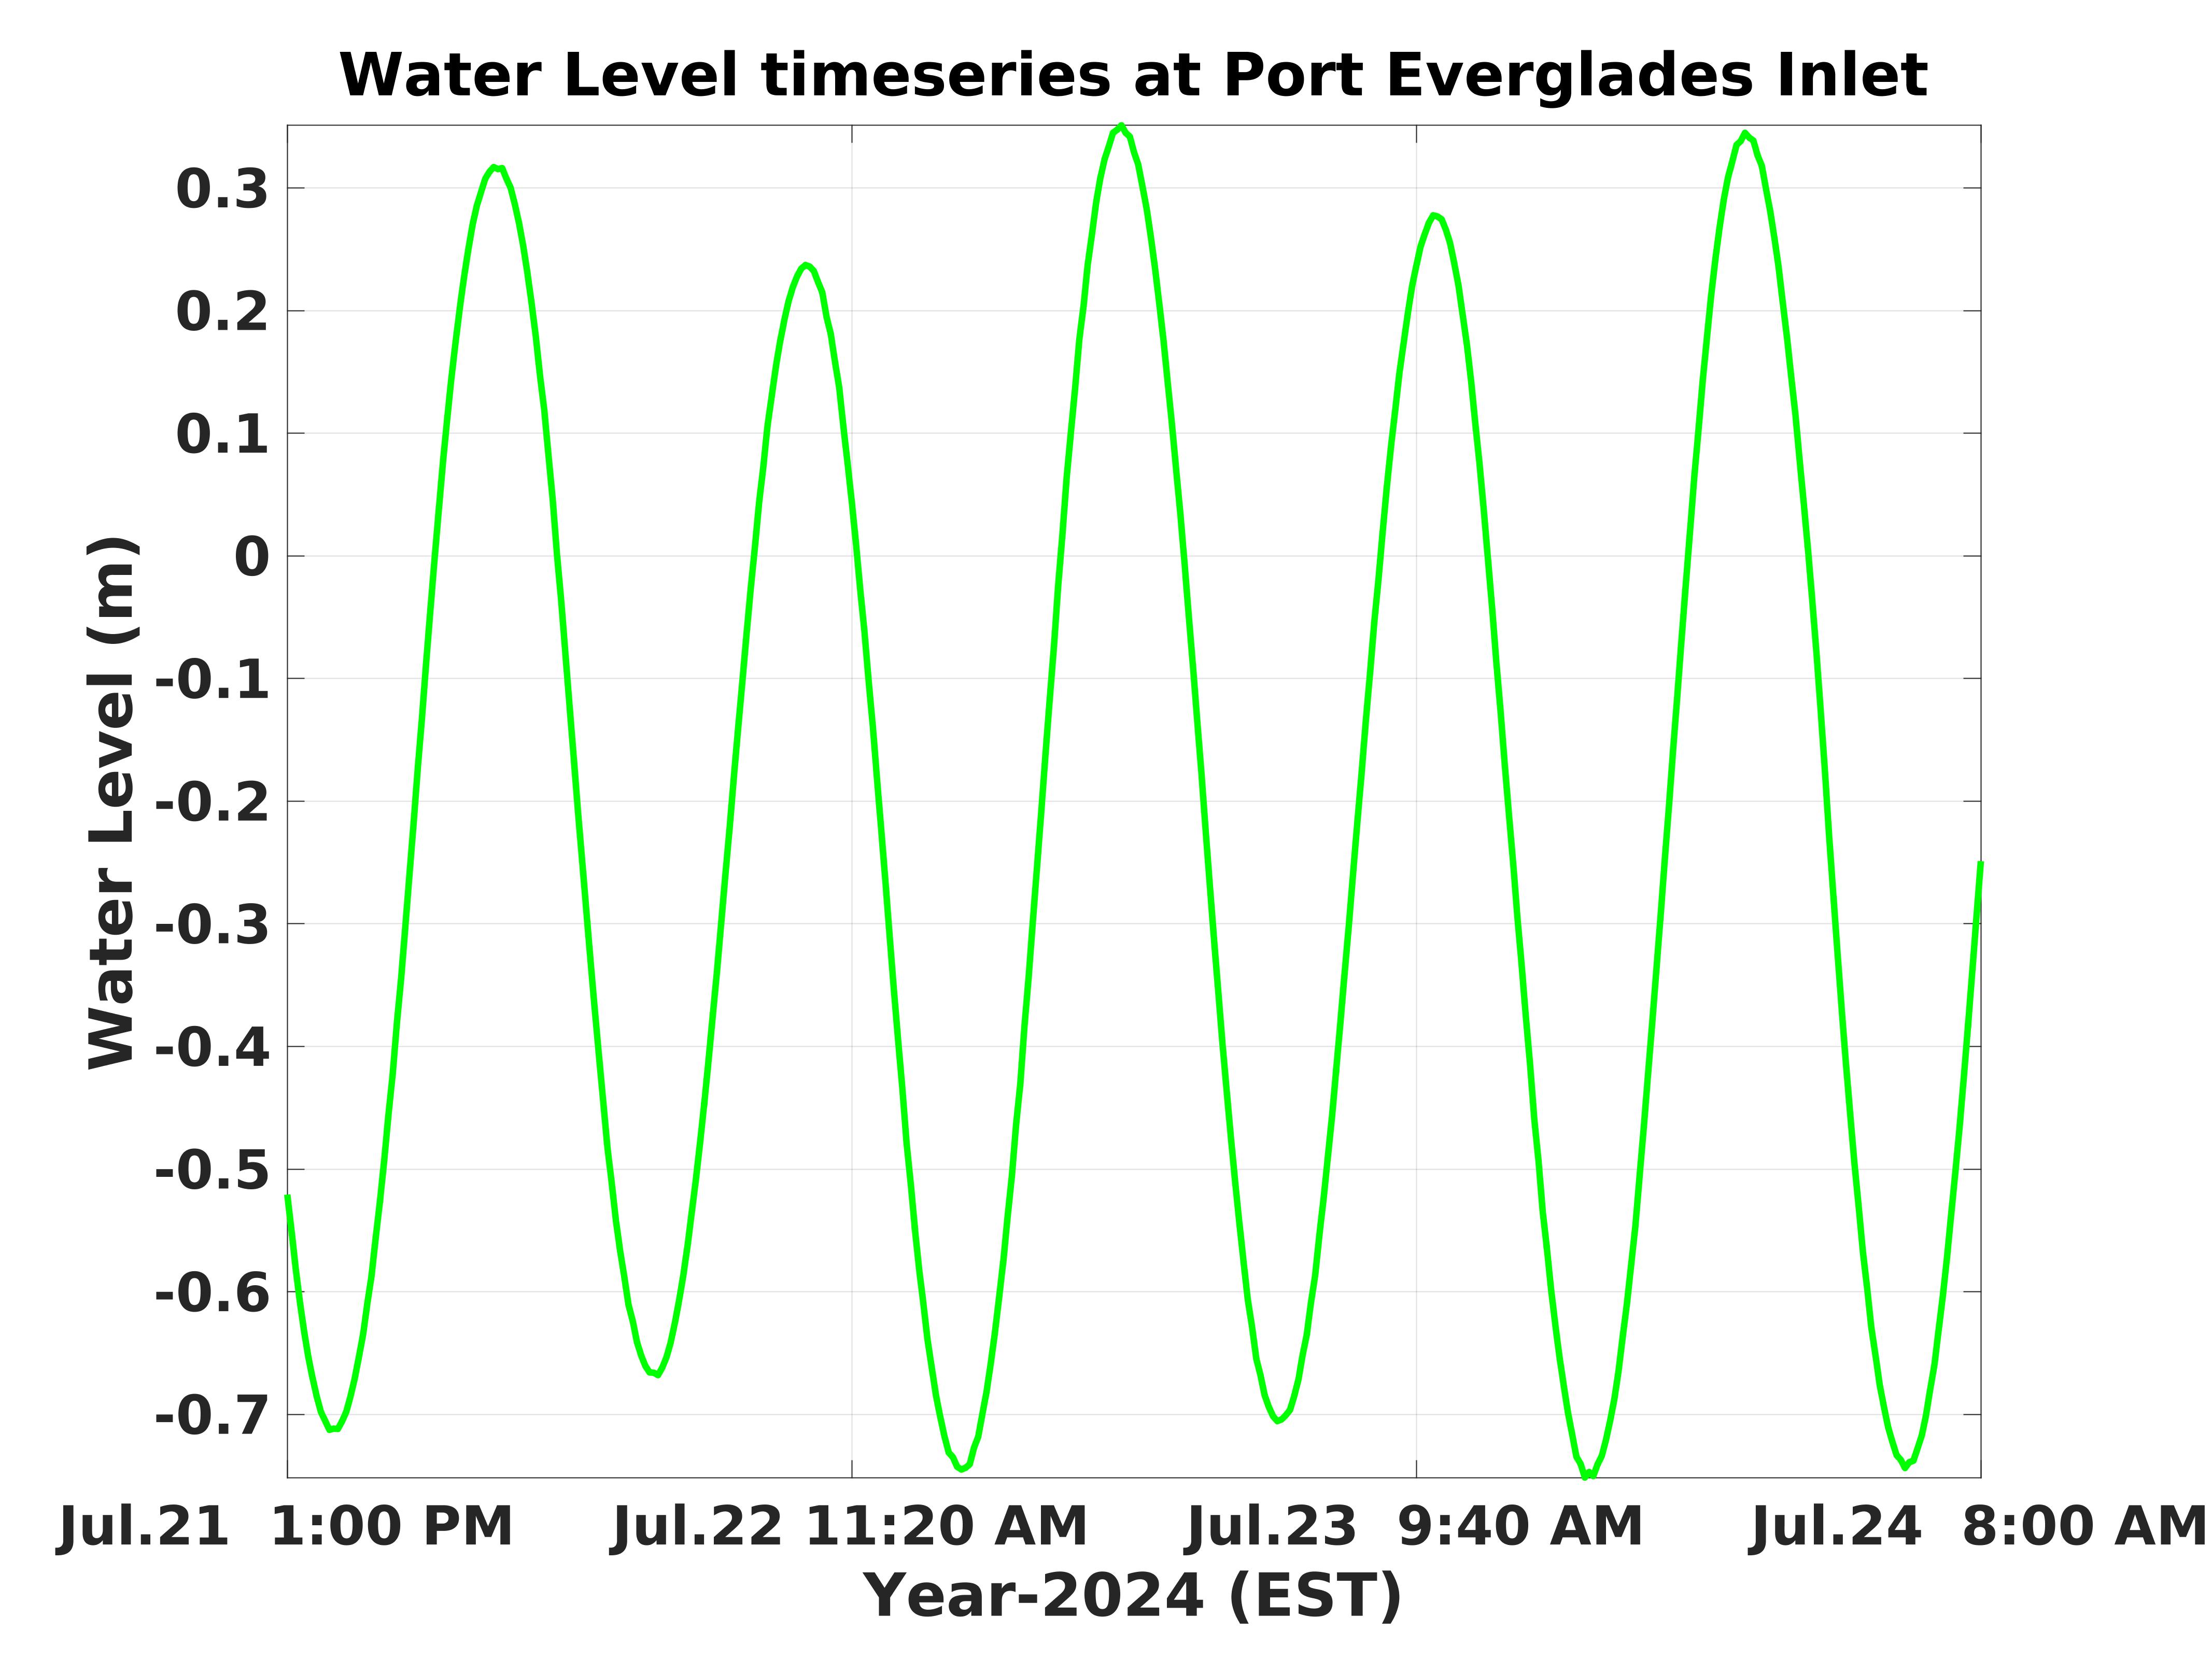 Water Level timeseries at Port Everglades Inlet
0.3
0.2
0.1
0
-0.1
-0.2
-0.3
-0.4
-0.5
-0.6
-0.7
Water Level (m)
Jul.21 1:00 PM
Jul.22 11:20 AM
Jul.23 9:40 AM
Jul.24 8:00 AM
Year-2024 (EST)